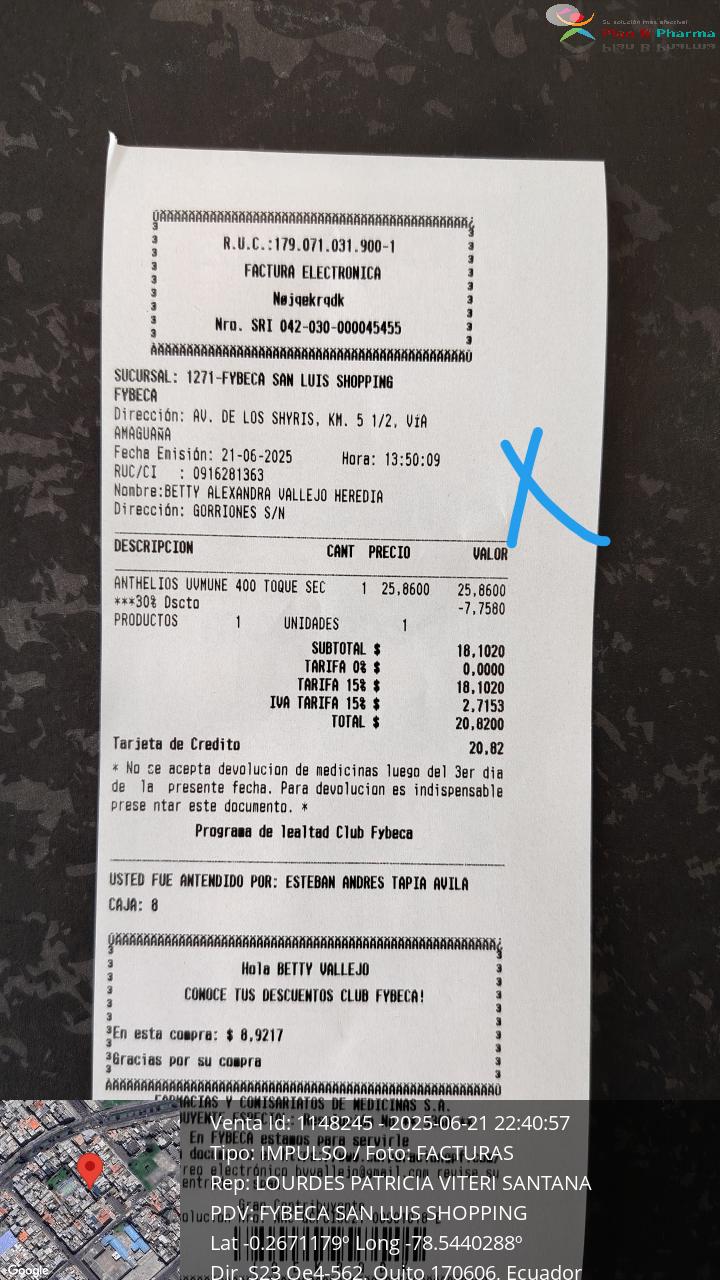 Su solución más efectiva!
Plan W Pharma
R.U.C.:179.071.031.900-1
FACTURA ELECTRONICA
Nøjqekrqdk
Nro. SRI 042-030-000045455
SUCURSAL: 1271-FYBECA SAN LUIS SHOPPING
FYBECA
Dirección: AV. DE LOS SHYRIS, KM. 5 1/2, VíA
AMAGUAÑA
Fecha Emisión: 21-06-2025 Hora: 13:50:09
RUC/CI : 0916281363
Nombre:BETTY ALEXANDRA VALLEJO HEREDIA
Dirección: GORRIONES S/N
DESCRIPCION CANT PRECIO VALOR
ANTHELIOS UVMUNE 400 TOQUE SEC 1 25,8600 25,8600
***30% Dscto -7,7580
PRODUCTOS 1 UNIDADES 1
SUBTOTAL $ 18,1020
TARIFA 0% $ 0,0000
TARIFA 15% $ 18,1020
IVA TARIFA 15% $ 2,7153
TOTAL $ 20,8200
Tarjeta de Credito 20,82
* No se acepta devolucion de medicinas luego del 3er dia
de la presente fecha. Para devolucion es indispensable
prese ntar este documento. *
Programa de lealtad Club Fybeca
USTED FUE ANTENDIDO POR: ESTEBAN ANDRES TAPIA AVILA
CAJA: 8
Hola BETTY VALLEJO
CONOCE TUS DESCUENTOS CLUB FYBECA!
En esta compra: $ 8,9217
Gracias por su compra
FARMACIAS Y COMISARIATOS DE MEDICINAS S.A.
En FYBECA estamos para servirle
Gran Contribuyente
Venta Id: 1148245 - 2025-06-21 22:40:57
Tipo: IMPULSO / Foto: FACTURAS
Rep: LOURDES PATRICIA VITERI SANTANA
PDV: FYBECA SAN LUIS SHOPPING
Lat -0.2671179° Long -78.5440288°
Dir. S23 Oe4-562, Quito 170606, Ecuador
Google